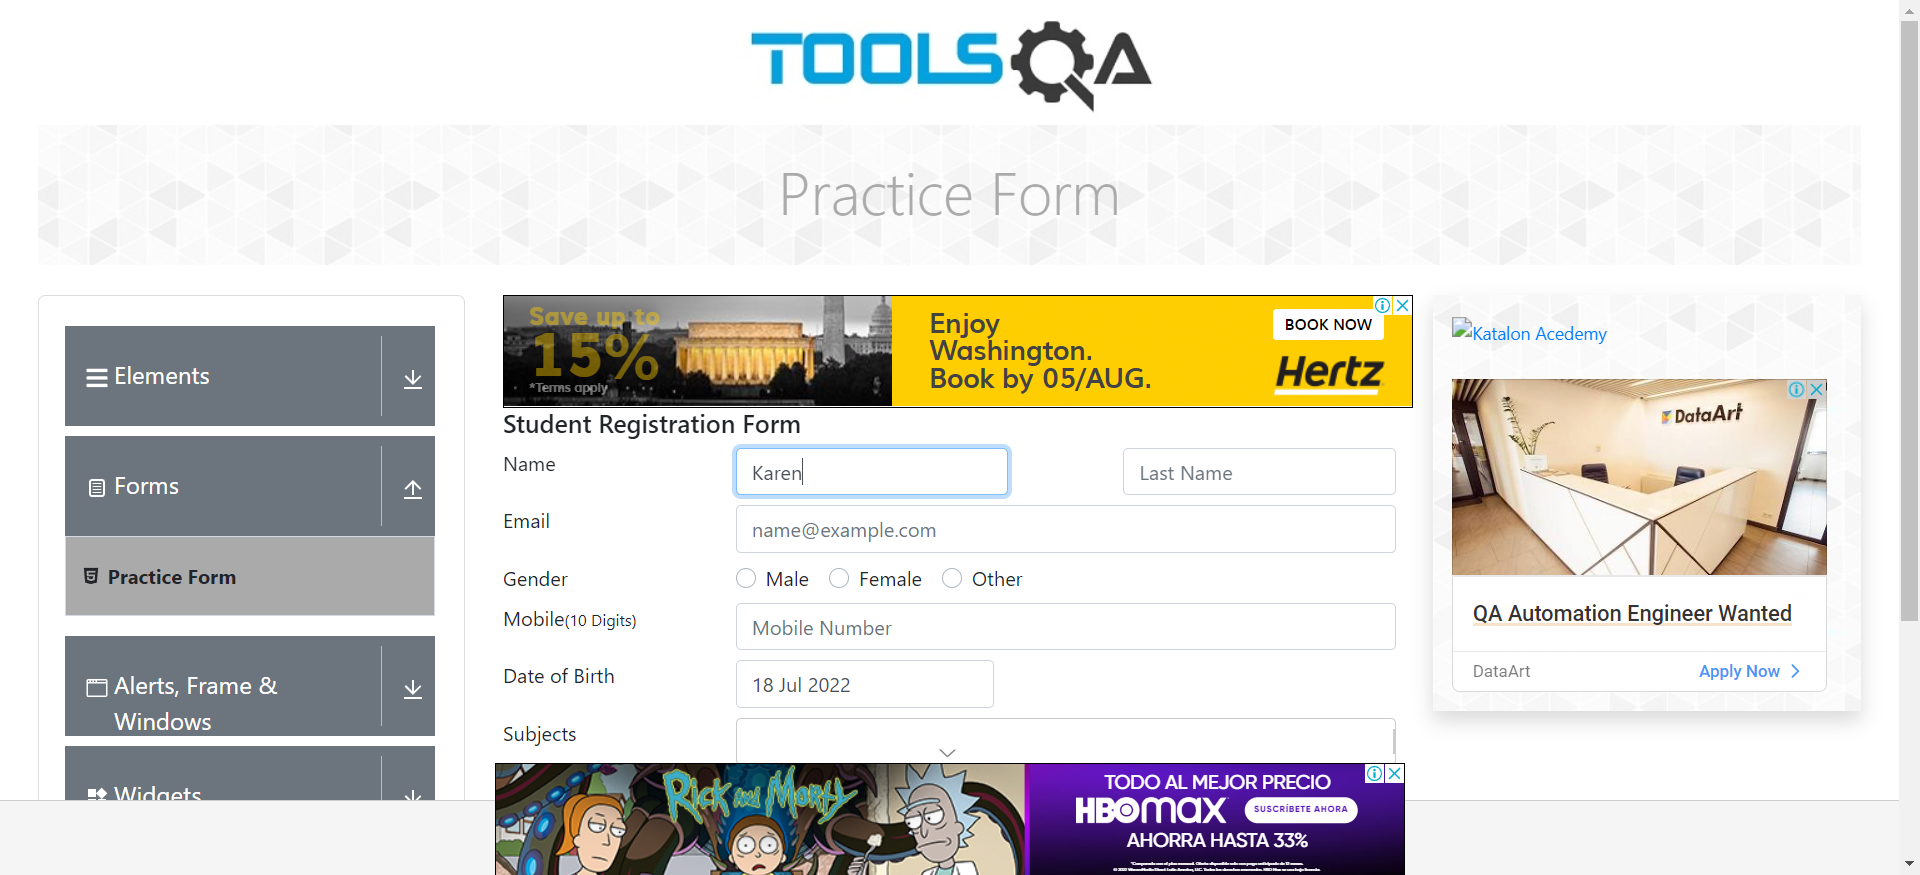 TOOLSQA
Practice Form
Elements
Forms
Practice Form
Alerts, Frame &
Windows
Widgets
Save up to
15%
*Terms apply
Enjoy
Washington.
Book by 05/AUG.
BOOK NOW
Hertz
Student Registration Form
Name
Karen
Last Name
Email
name@example.com
Gender
Male
Female
Other
Mobile(10 Digits)
Mobile Number
Date of Birth
18 Jul 2022
Subjects
Katalon Acedemy
DataArt
QA Automation Engineer Wanted
DataArt
Apply Now
Rick and Morty
TODO AL MEJOR PRECIO
HBOMAX
SUSCRÍBETE AHORA
AHORRA HASTA 33%